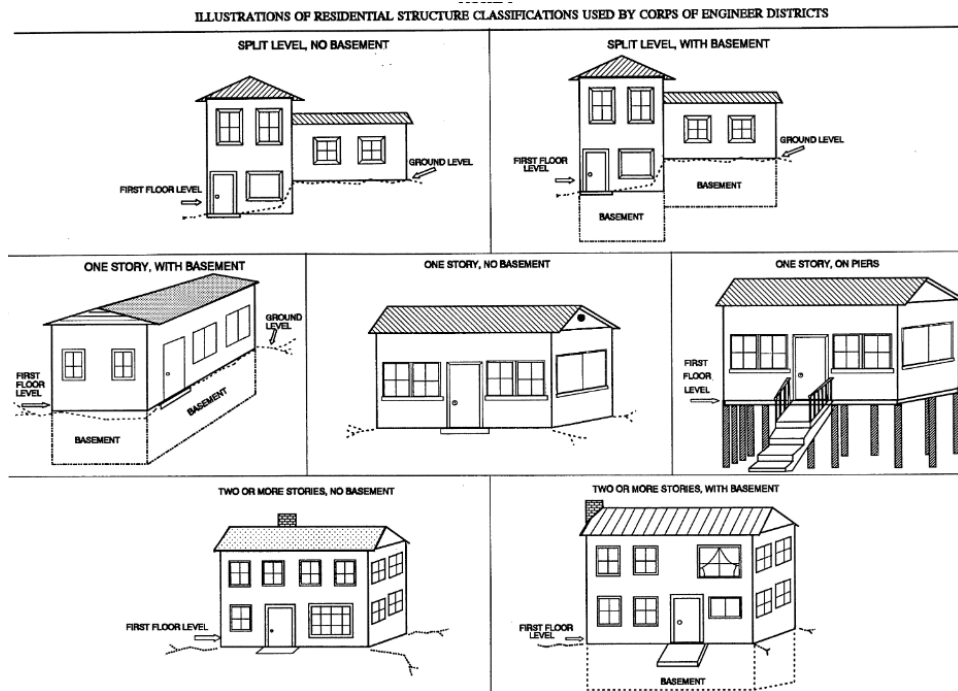 ILLUSTRATIONS OF RESIDENTIAL STRUCTURE CLASSIFICATIONS USED BY CORPS OF ENGINEER DISTRICTS
SPLIT LEVEL, NO BASEMENT
GROUND LEVEL
FIRST FLOOR LEVEL
SPLIT LEVEL, WITH BASEMENT
GROUND LEVEL
FIRST FLOOR
LEVEL
BASEMENT
BASEMENT
ONE STORY, WITH BASEMENT
GROUND
LEVEL
FIRST
FLOOR
LEVEL
BASEMENT
BASEMENT
ONE STORY, NO BASEMENT
ONE STORY, ON PIERS
FIRST
FLOOR
LEVEL
TWO OR MORE STORIES, NO BASEMENT
FIRST FLOOR LEVEL
TWO OR MORE STORIES, WITH BASEMENT
FIRST FLOOR
LEVEL
BASEMENT